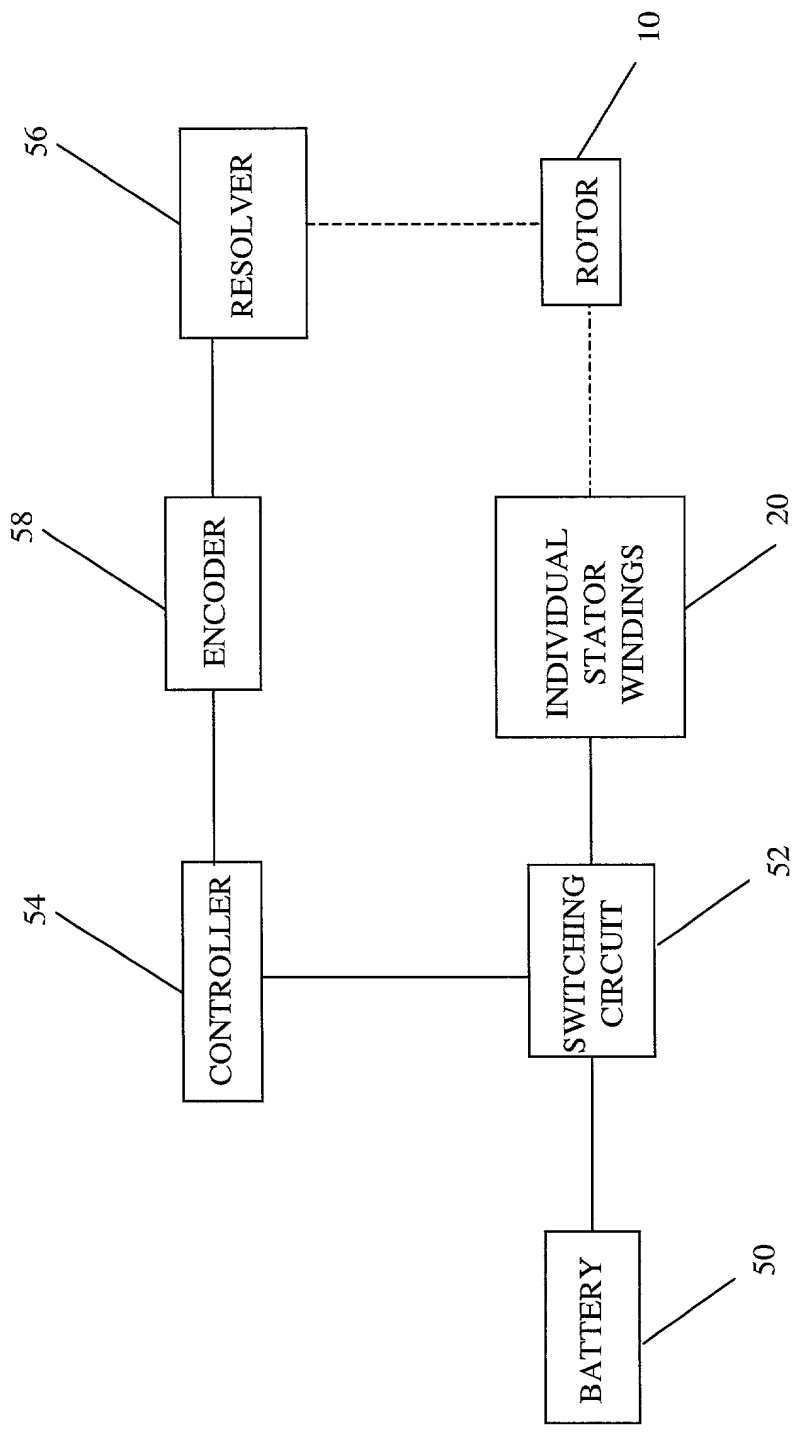 54
58
56
CONTROLLER
ENCODER
RESOLVER
BATTERY
SWITCHING
CIRCUIT
INDIVIDUAL
STATOR
WINDINGS
ROTOR
10
50
52
20